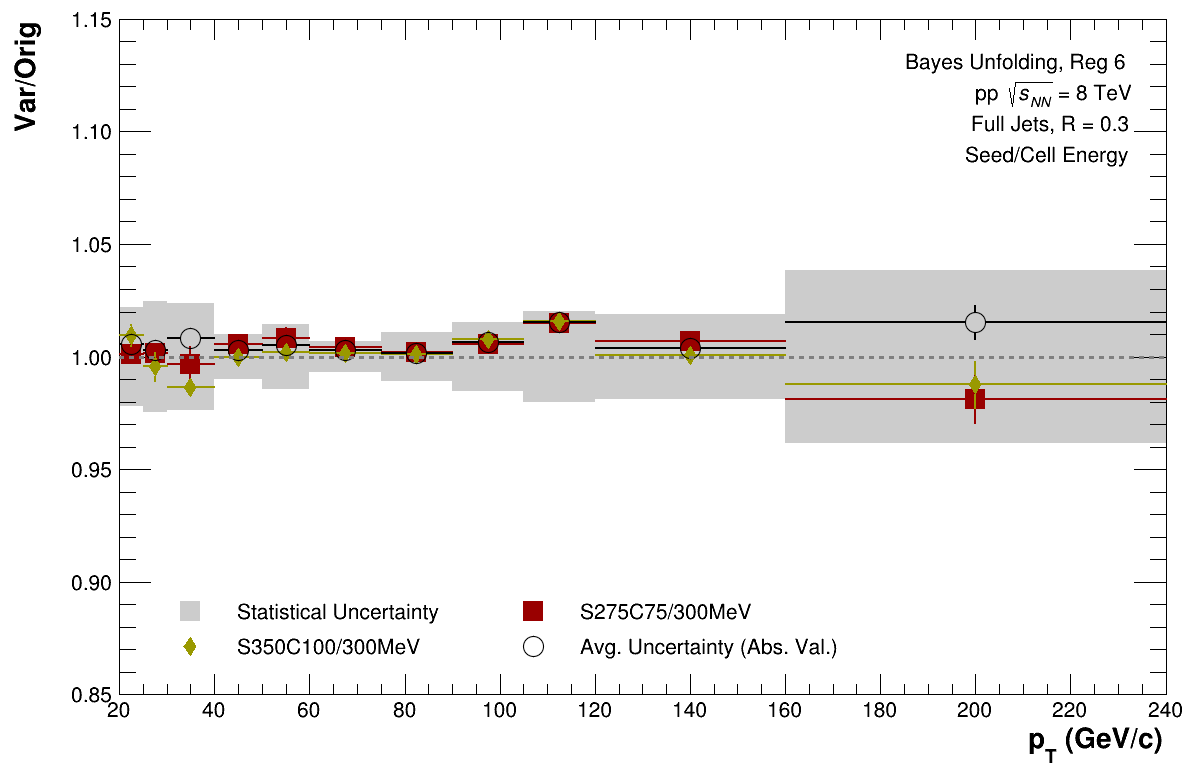 Var/Orig
1.15
1.10
1.05
1.00
0.95
0.90
0.85
Bayes Unfolding, Reg 6
pp √sNN = 8 TeV
Full Jets, R = 0.3
Seed/Cell Energy
Statistical Uncertainty
S275C75/300MeV
S350C100/300MeV
Avg. Uncertainty (Abs. Val.)
20 40 60 80 100 120 140 160 180 200 220 240
pT (GeV/c)